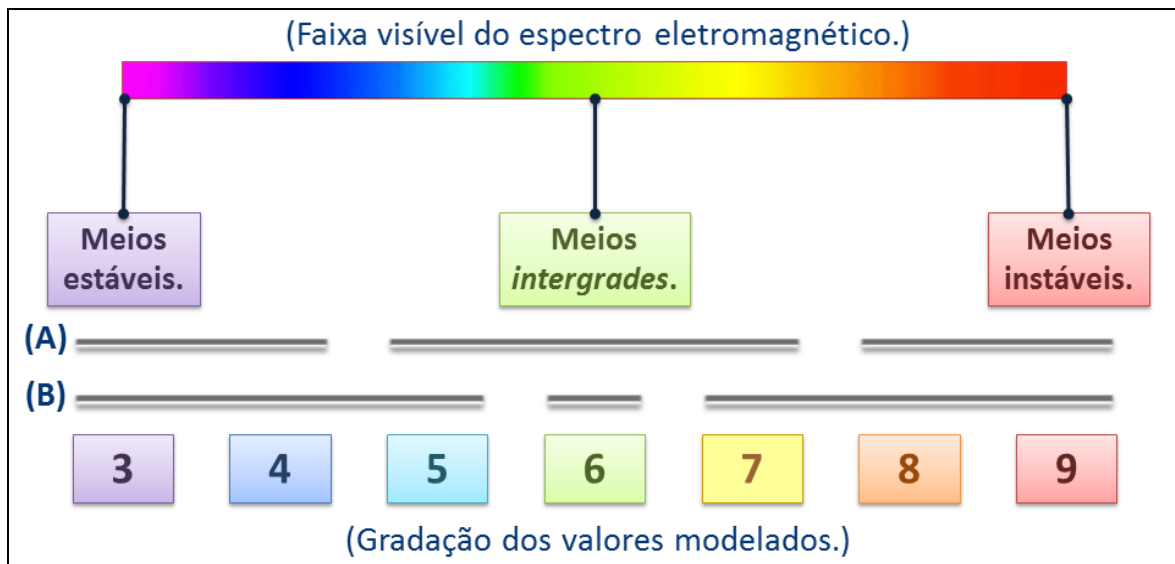 (Faixa visível do espectro eletromagnético.)
Meios
estáveis.
Meios
intergrades.
Meios
instáveis.
(A)
(B)
3 4 5 6 7 8 9
(Gradação dos valores modelados.)